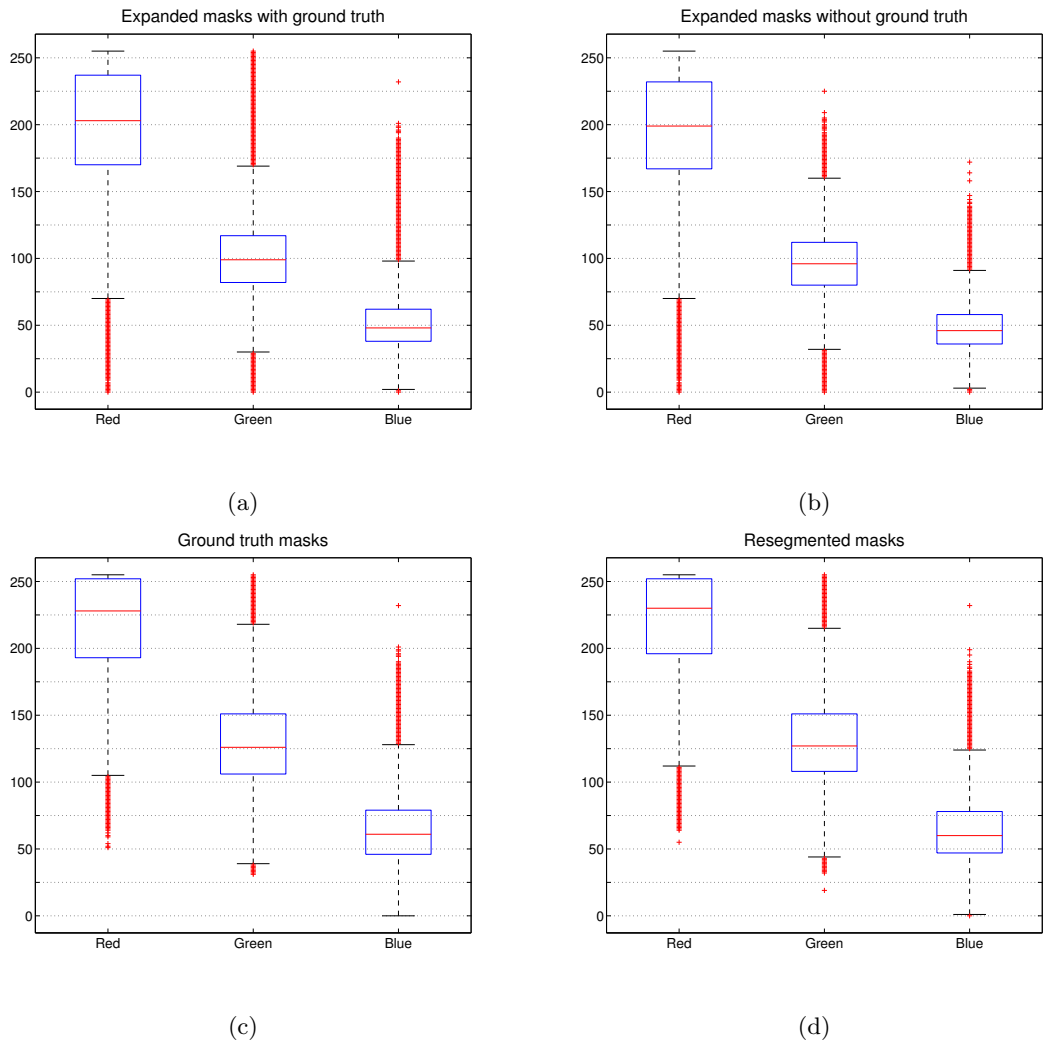 Expanded masks with ground truth
250
200
150
100
50
0
Red Green Blue
(a)
Expanded masks without ground truth
250
200
150
100
50
0
Red Green Blue
(b)
Ground truth masks
250
200
150
100
50
0
Red Green Blue
(c)
Resegmented masks
250
200
150
100
50
0
Red Green Blue
(d)